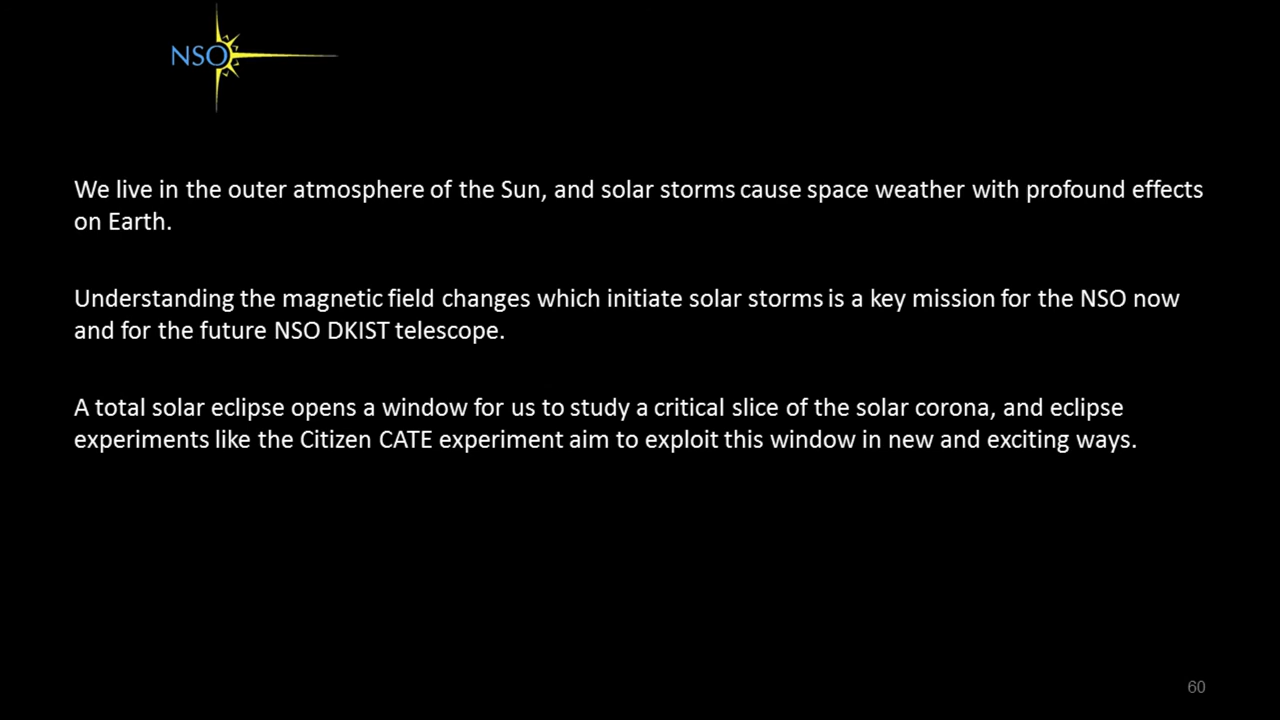 NSO
We live in the outer atmosphere of the Sun, and solar storms cause space weather with profound effects
on Earth.
Understanding the magnetic field changes which initiate solar storms is a key mission for the NSO now
and for the future NSO DKIST telescope.
A total solar eclipse opens a window for us to study a critical slice of the solar corona, and eclipse
experiments like the Citizen CATE experiment aim to exploit this window in new and exciting ways.
60